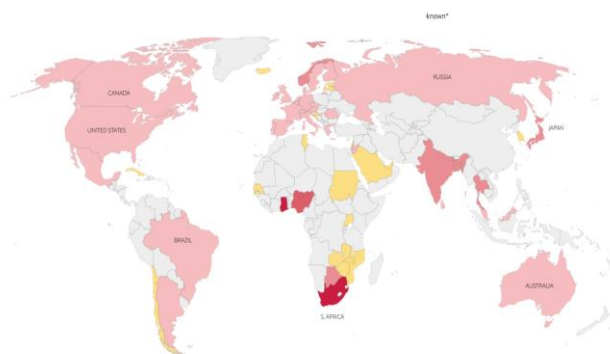 known*
RUSSIA
CANADA
UNITED STATES
JAPAN
BRAZIL
AUSTRALIA
S. AFRICA